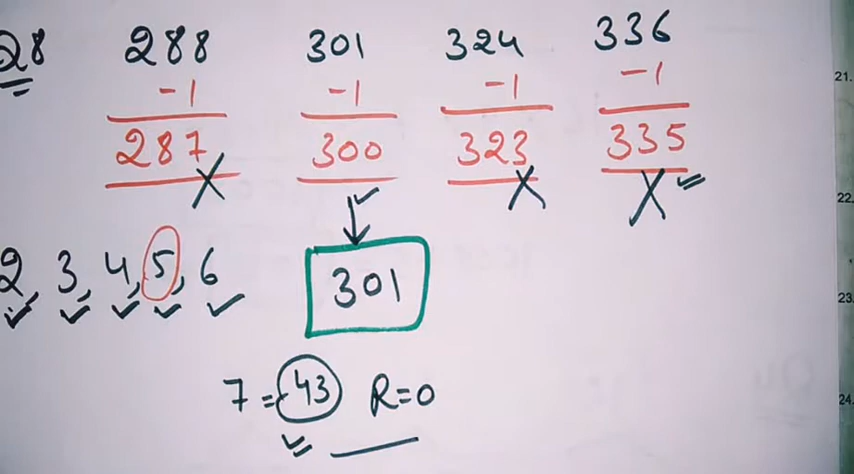 28 288 301 324 336
-1 -1 -1 -1
287 300 323 335
2, 3, 4, 5, 6
301
7 = 43 R=0
21.
22.
23.
24.